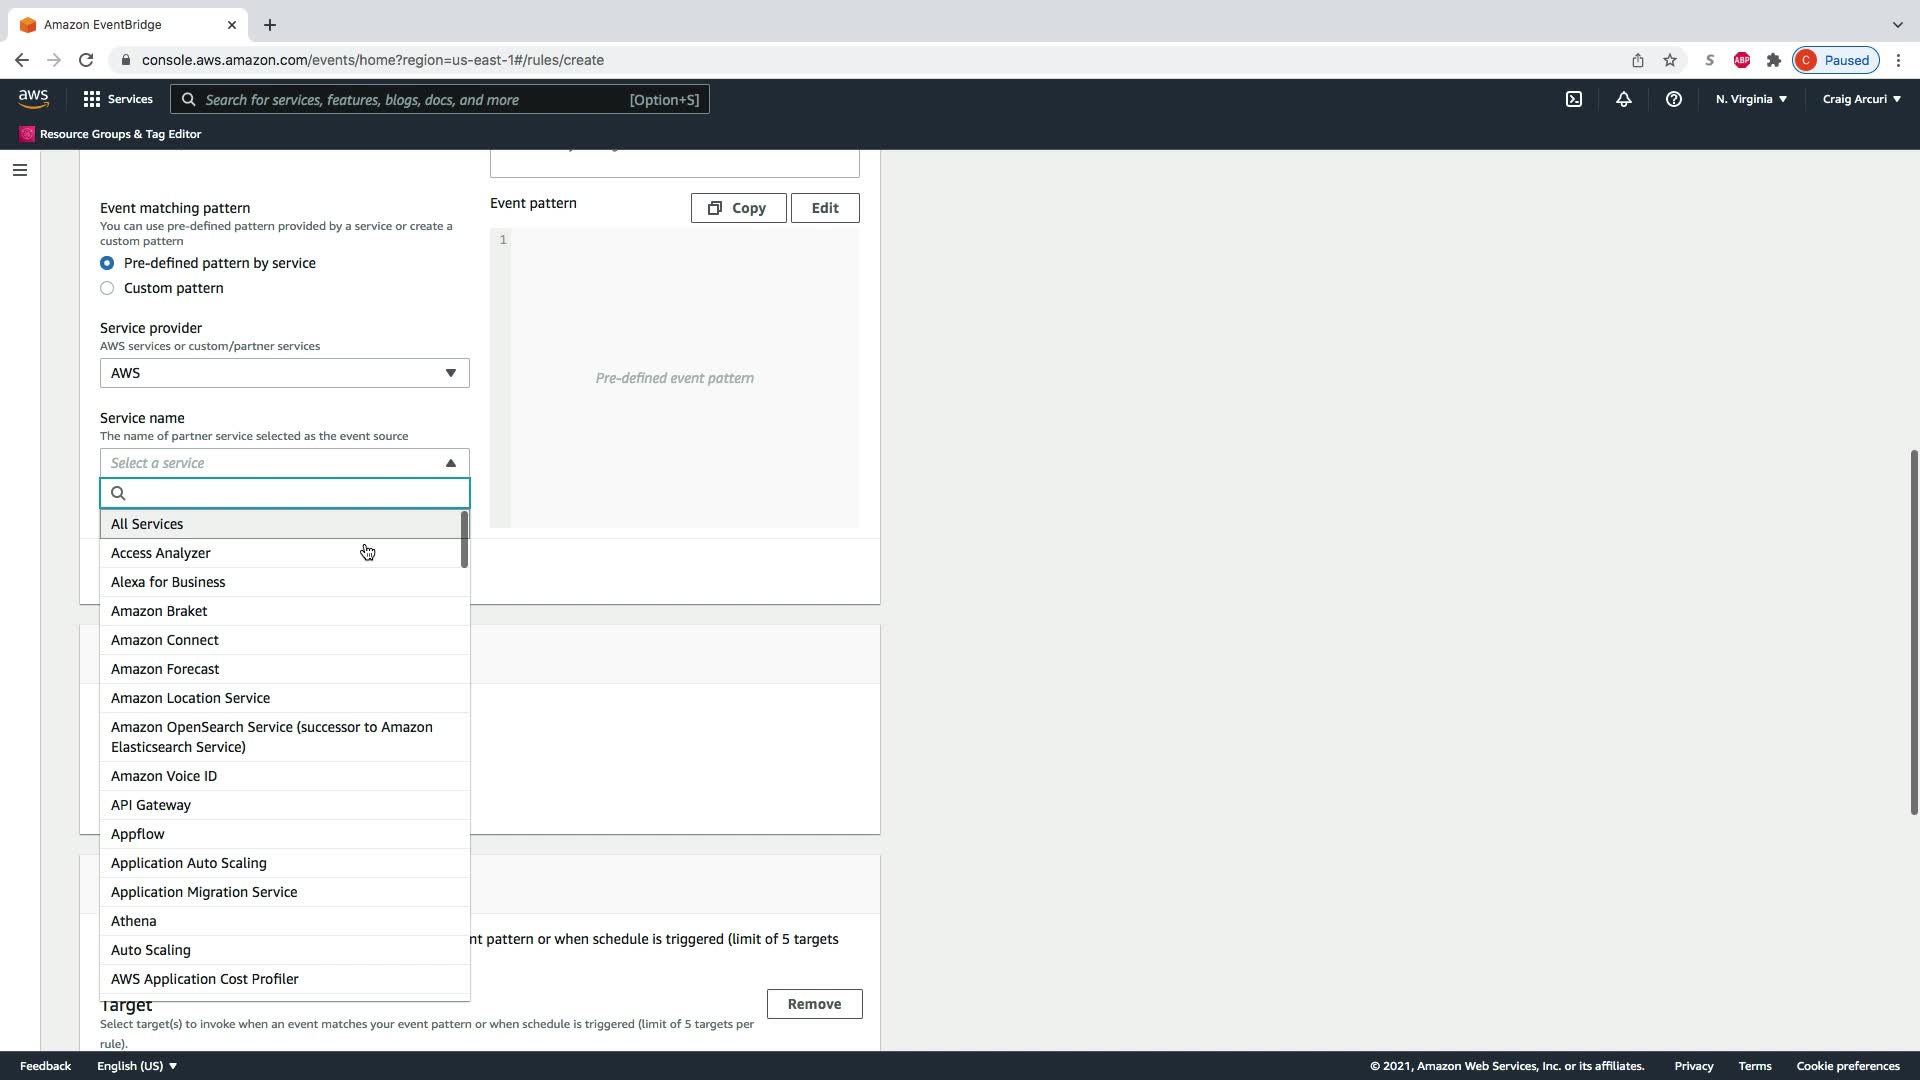 Amazon EventBridge
console.aws.amazon.com/events/home?region=us-east-1#/rules/create
S
ABP
C Paused
aws
Services
Search for services, features, blogs, docs, and more [Option+S]
N. Virginia
Craig Arcuri
Resource Groups & Tag Editor
Event matching pattern
You can use pre-defined pattern provided by a service or create a
custom pattern
Pre-defined pattern by service
Custom pattern
Service provider
AWS services or custom/partner services
AWS
Service name
The name of partner service selected as the event source
Select a service
All Services
Access Analyzer
Alexa for Business
Amazon Braket
Amazon Connect
Amazon Forecast
Amazon Location Service
Amazon OpenSearch Service (successor to Amazon
Elasticsearch Service)
Amazon Voice ID
API Gateway
Appflow
Application Auto Scaling
Application Migration Service
Athena
Auto Scaling
AWS Application Cost Profiler
Event pattern
Copy
Edit
1
Pre-defined event pattern
nt pattern or when schedule is triggered (limit of 5 targets
Target
Remove
Select target(s) to invoke when an event matches your event pattern or when schedule is triggered (limit of 5 targets per
rule).
Feedback
English (US)
© 2021, Amazon Web Services, Inc. or its affiliates.
Privacy
Terms
Cookie preferences